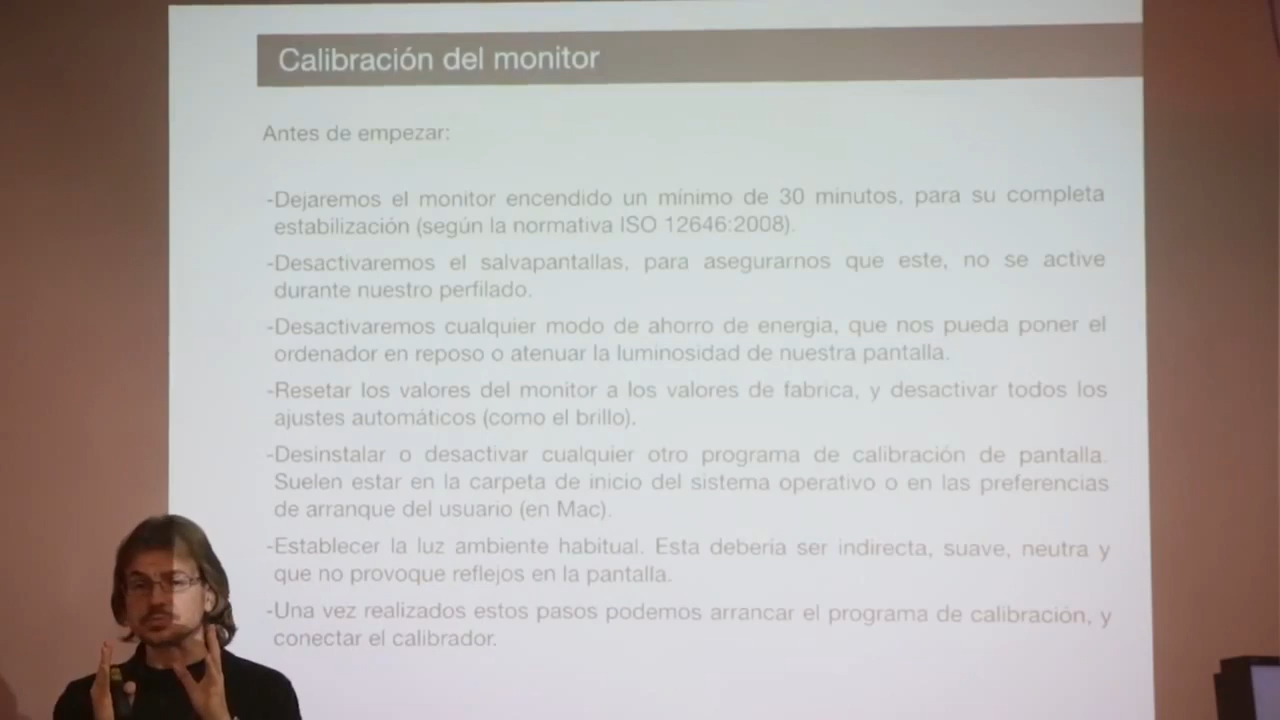 Calibración del monitor
Antes de empezar:
-Dejaremos el monitor encendido un mínimo de 30 minutos, para su completa
estabilización (según la normativa ISO 12646:2008).
-Desactivaremos el salvapantallas, para asegurarnos que este, no se active
durante nuestro perfilado.
-Desactivaremos cualquier modo de ahorro de energia, que nos pueda poner el
ordenador en reposo o atenuar la luminosidad de nuestra pantalla.
-Resetar los valores del monitor a los valores de fabrica, y desactivar todos los
ajustes automáticos (como el brillo).
-Desinstalar o desactivar cualquier otro programa de calibración de pantalla.
Suelen estar en la carpeta de inicio del sistema operativo o en las preferencias
de arranque del usuario (en Mac).
-Establecer la luz ambiente habitual. Esta debería ser indirecta, suave, neutra y
que no provoque reflejos en la pantalla.
-Una vez realizados estos pasos podemos arrancar el programa de calibración, y
conectar el calibrador.